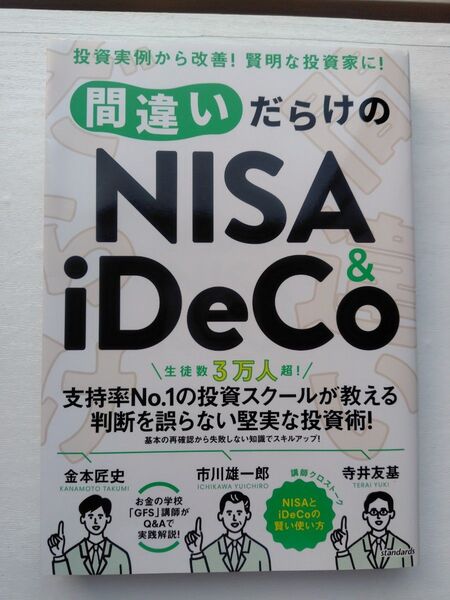 投資実例から改善！賢明な投資家に！
間違いだらけの
NISA
&
iDeCo
生徒数3万人超！
支持率No.1の投資スクールが教える
判断を誤らない堅実な投資術！
基本の再確認から失敗しない知識でスキルアップ！
金本匠史
KANAMOTO TAKUMI
市川雄一郎
ICHIKAWA YUICHIRO
講師クロストーク
寺井友基
TERAI YUKI
お金の学校
「GFS」講師が
Q&Aで
実践解説！
NISAと
iDeCoの
賢い使い方
standards